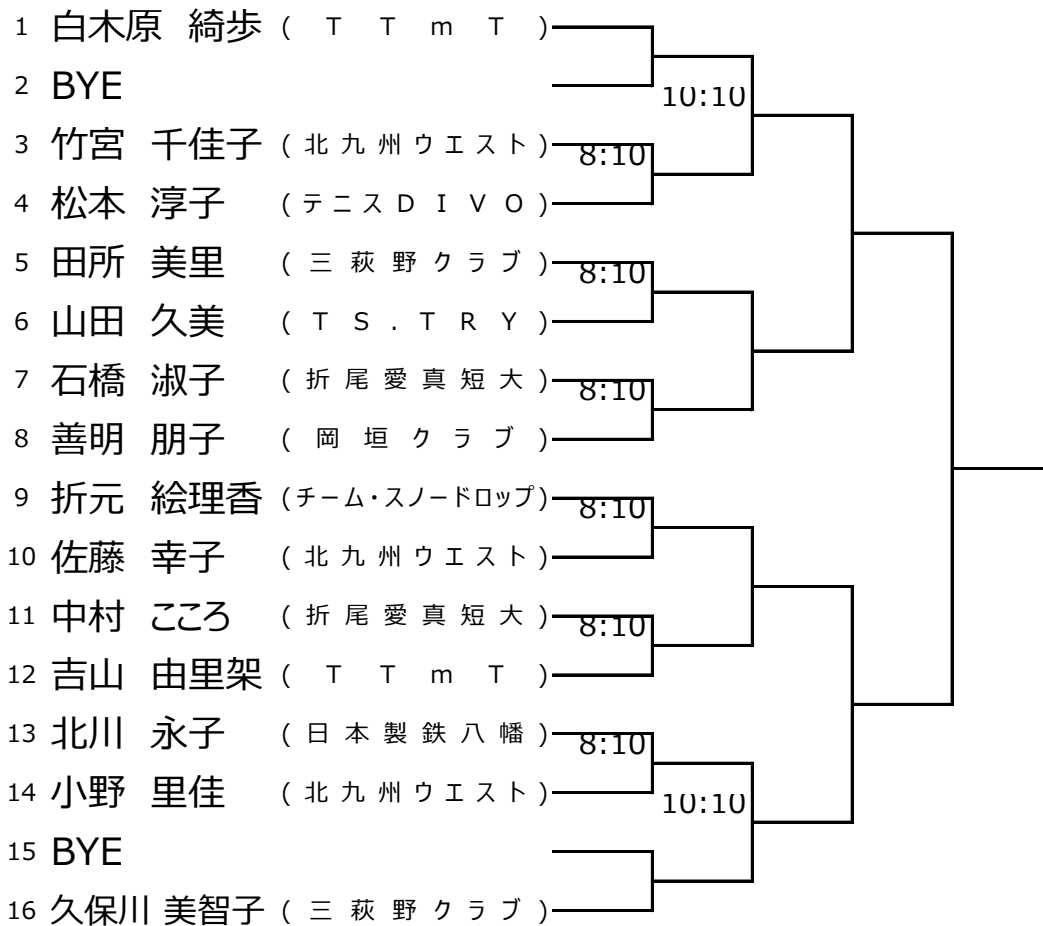 1 白木原 綺歩 ( T T m T )
2 BYE
10:10
3 竹宮 千佳子 ( 北九州ウエスト )
8:10
4 松本 淳子 ( テニスDIVO )
5 田所 美里 ( 三萩野クラブ )
8:10
6 山田 久美 ( T S . T R Y )
7 石橋 淑子 ( 折尾愛真短大 )
8:10
8 善明 朋子 ( 岡垣クラブ )
9 折元 絵理香 (チーム・スノードロップ)
8:10
10 佐藤 幸子 ( 北九州ウエスト )
11 中村 こころ ( 折尾愛真短大 )
8:10
12 吉山 由里架 ( T T m T )
13 北川 永子 ( 日本製鉄八幡 )
8:10
14 小野 里佳 ( 北九州ウエスト )
10:10
15 BYE
16 久保川 美智子 ( 三萩野クラブ )